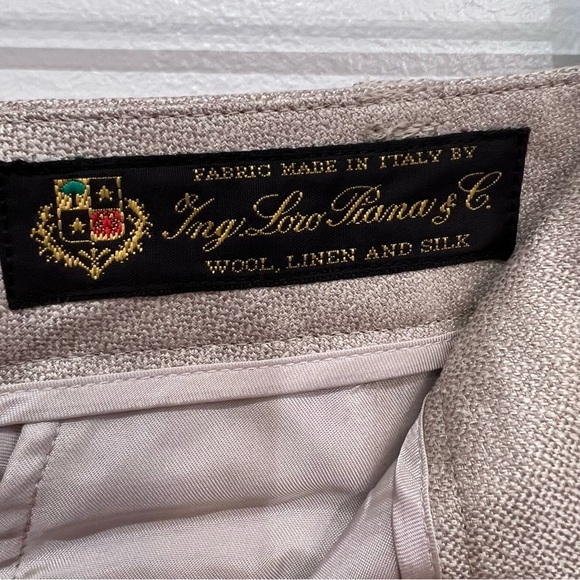 FABRIC MADE IN ITALY BY
Ing. Loro Piana & C.
WOOL, LINEN AND SILK